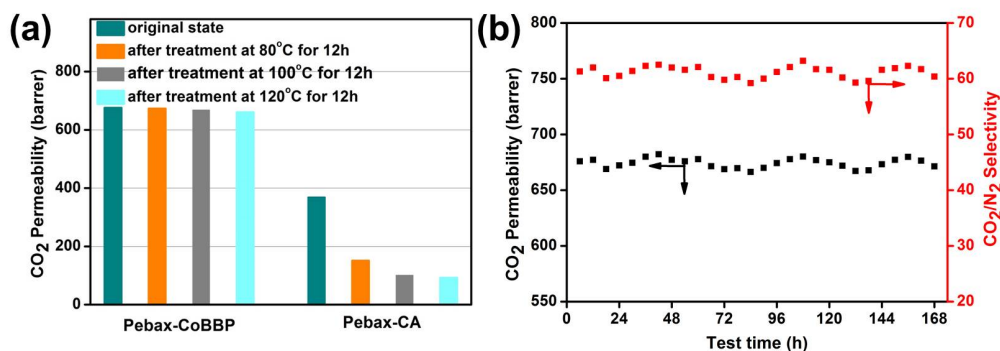 (a)
original state
after treatment at 80°C for 12h
after treatment at 100°C for 12h
after treatment at 120°C for 12h
CO2 Permeability (barrer)
800
600
400
200
0
Pebax-CoBBP
Pebax-CA
(b)
CO2 Permeability (barrer)
800
750
700
650
600
550
0 24 48 72 96 120 144 168
Test time (h)
70
60
50
40
30
20
CO2/N2 Selectivity